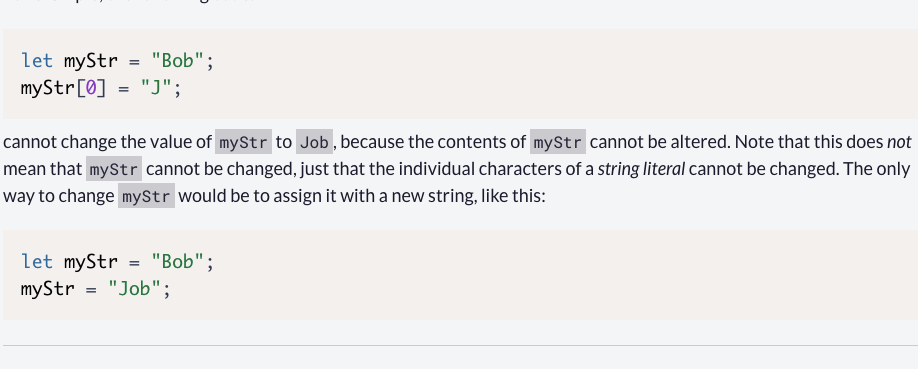 let myStr = "Bob";
myStr[0] = "J";
cannot change the value of myStr to Job, because the contents of myStr cannot be altered. Note that this does not
mean that myStr cannot be changed, just that the individual characters of a string literal cannot be changed. The only
way to change myStr would be to assign it with a new string, like this:
let myStr = "Bob";
myStr = "Job";